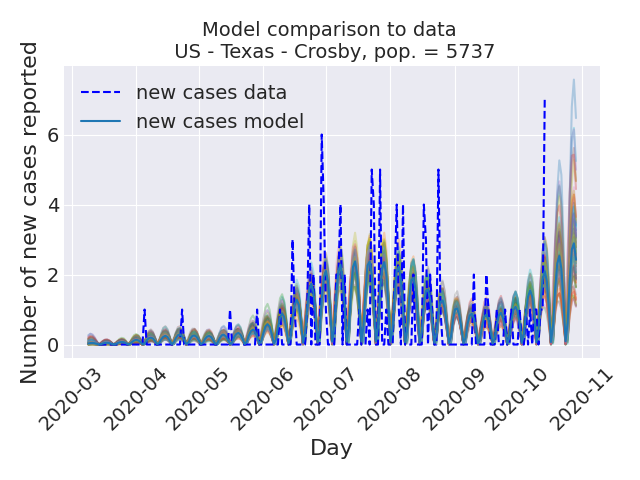 Model comparison to data
US - Texas - Crosby, pop. = 5737
Number of new cases reported
new cases data
new cases model
6
4
2
0
2020-03
2020-04
2020-05
2020-06
2020-07
2020-08
2020-09
2020-10
2020-11
Day